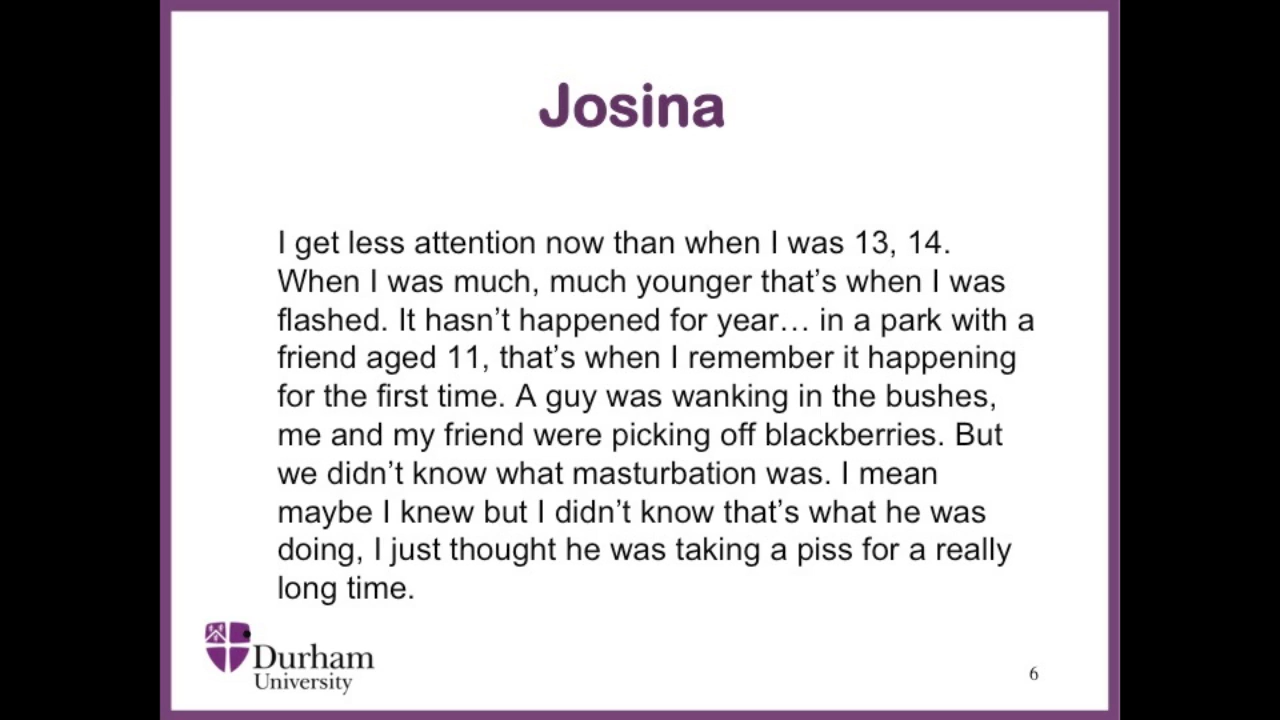 Josina
I get less attention now than when I was 13, 14.
When I was much, much younger that’s when I was
flashed. It hasn’t happened for year… in a park with a
friend aged 11, that’s when I remember it happening
for the first time. A guy was wanking in the bushes,
me and my friend were picking off blackberries. But
we didn’t know what masturbation was. I mean
maybe I knew but I didn’t know that’s what he was
doing, I just thought he was taking a piss for a really
long time.
Durham
University
6